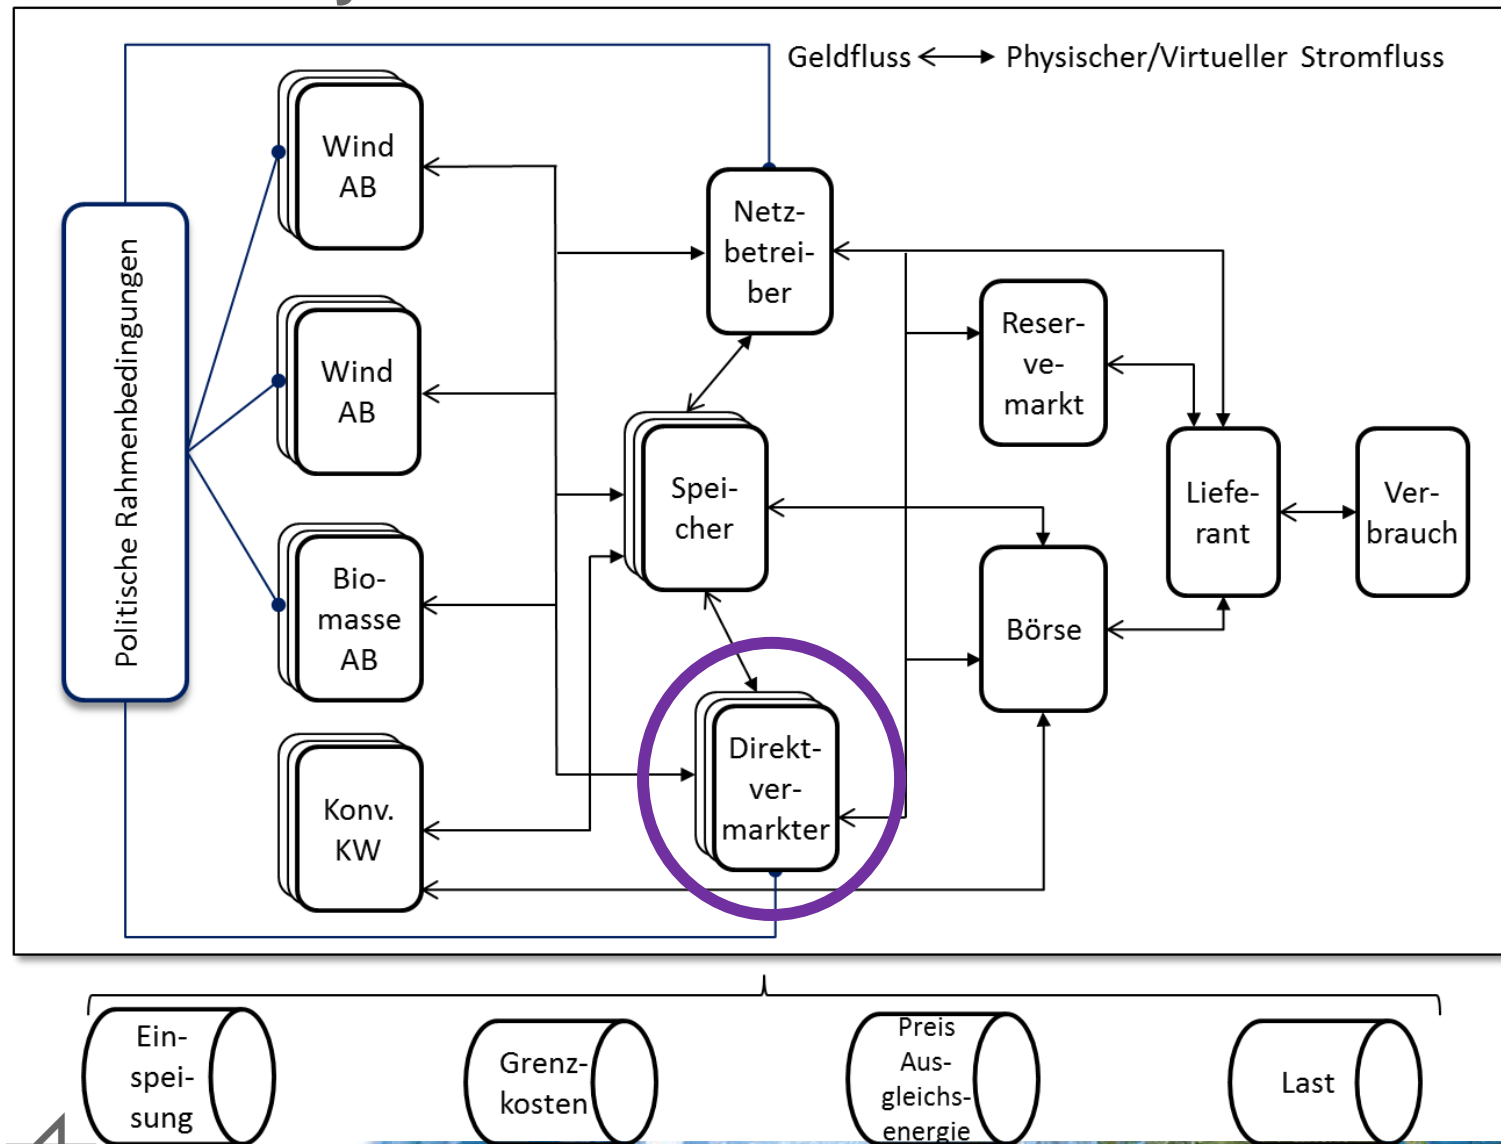 Geldfluss
Physischer/Virtueller Stromfluss
Politische Rahmenbedingungen
Wind
AB
Wind
AB
Bio-
masse
AB
Konv.
KW
Netz-
betrei-
ber
Spei-
cher
Direkt-
ver-
markter
Reser-
ve-
markt
Börse
Liefe-
rant
Ver-
brauch
Ein-
spei-
sung
Grenz-
kosten
Preis
Aus-
gleichs-
energie
Last